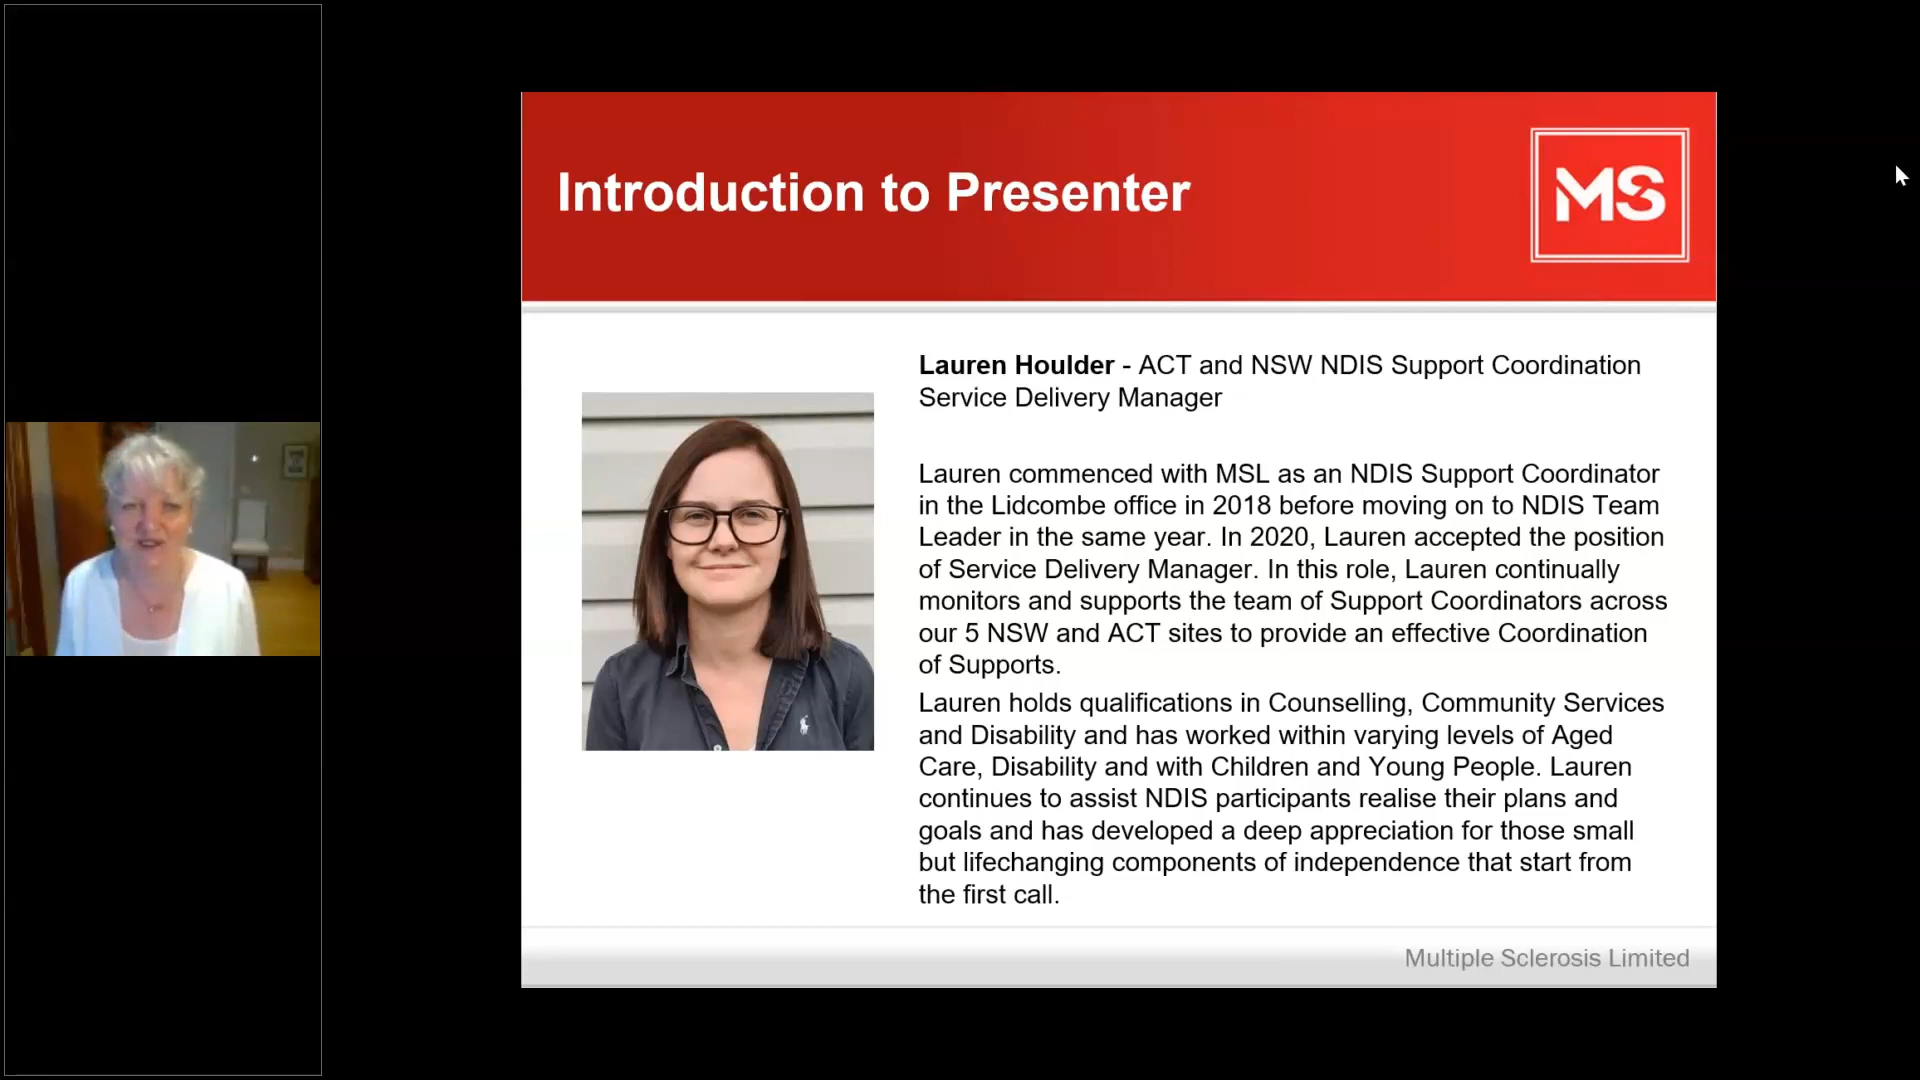 Introduction to Presenter
MS
Lauren Houlder - ACT and NSW NDIS Support Coordination
Service Delivery Manager
Lauren commenced with MSL as an NDIS Support Coordinator
in the Lidcombe office in 2018 before moving on to NDIS Team
Leader in the same year. In 2020, Lauren accepted the position
of Service Delivery Manager. In this role, Lauren continually
monitors and supports the team of Support Coordinators across
our 5 NSW and ACT sites to provide an effective Coordination
of Supports.
Lauren holds qualifications in Counselling, Community Services
and Disability and has worked within varying levels of Aged
Care, Disability and with Children and Young People. Lauren
continues to assist NDIS participants realise their plans and
goals and has developed a deep appreciation for those small
but lifechanging components of independence that start from
the first call.
Multiple Sclerosis Limited